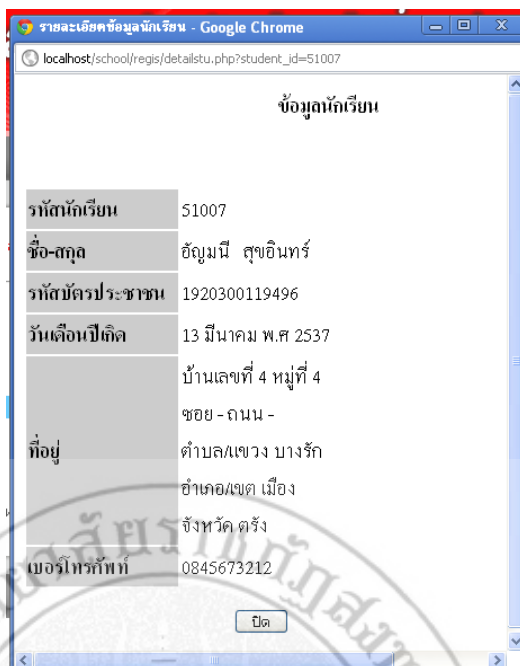 รายละเอียดข้อมูลนักเรียน - Google Chrome
localhost/school/regis/detailstu.php?student_id=51007
ข้อมูลนักเรียน
รหัสนักเรียน 51007
ชื่อ-สกุล อัญมนี สุขอินทร์
รหัสบัตรประชาชน 1920300119496
วันเดือนปีเกิด 13 มีนาคม พ.ศ 2537
ที่อยู่ บ้านเลขที่ 4 หมู่ที่ 4
ซอย - ถนน -
ตำบล/แขวง บางรัก
อำเภอ/เขต เมือง
จังหวัด ตรัง
เบอร์โทรศัพท์ 0845673212
ปิด